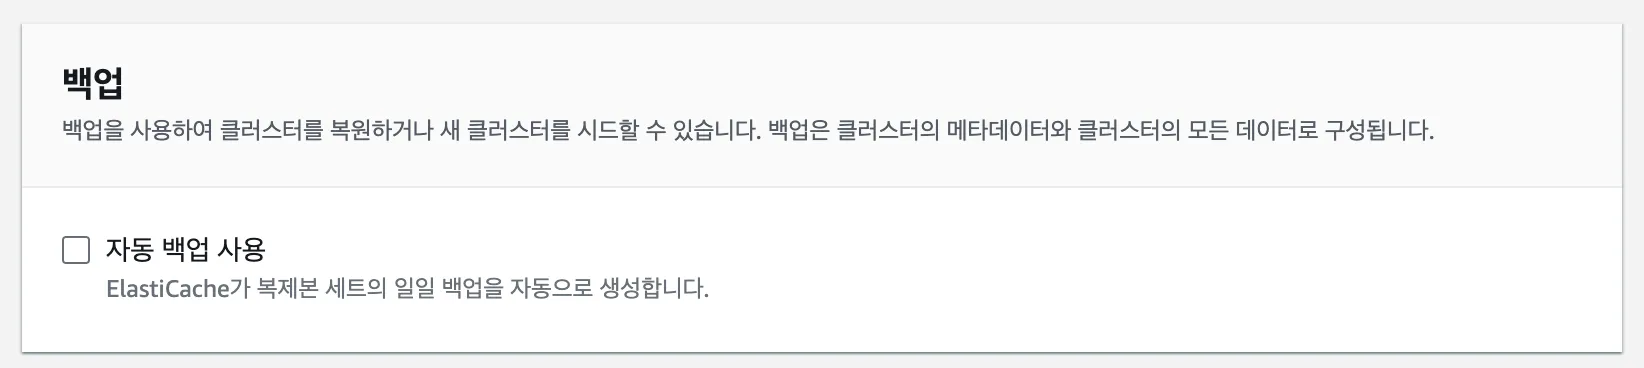 백업
백업을 사용하여 클러스터를 복원하거나 새 클러스터를 시드할 수 있습니다. 백업은 클러스터의 메타데이터와 클러스터의 모든 데이터로 구성됩니다.
자동 백업 사용
ElastiCache가 복제본 세트의 일일 백업을 자동으로 생성합니다.